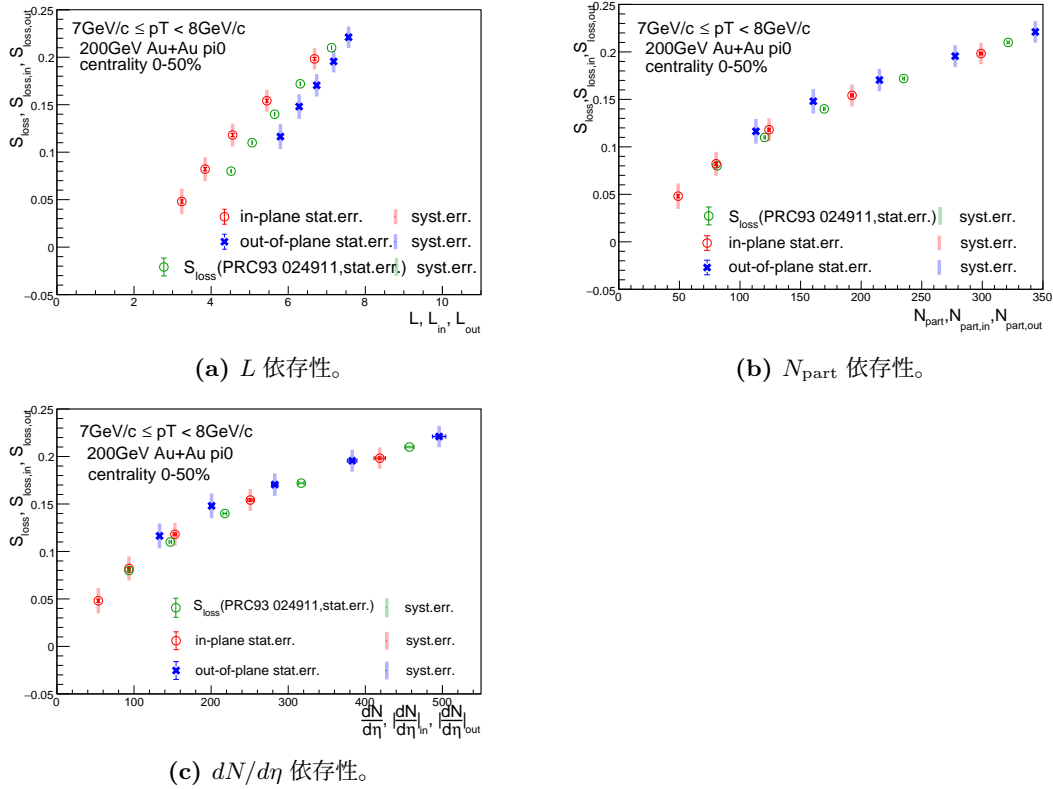 7GeV/c ≤ pT < 8GeV/c
200GeV Au+Au pi0
centrality 0-50%
S_loss, S_loss,in, S_loss,out
0.25
0.2
0.15
0.1
0.05
0
−0.05
in-plane stat.err. syst.err.
out-of-plane stat.err. syst.err.
S_loss(PRC93 024911,stat.err.) syst.err.
0 2 4 6 8 10
L, L_in, L_out
(a) L 依存性。
7GeV/c ≤ pT < 8GeV/c
200GeV Au+Au pi0
centrality 0-50%
S_loss, S_loss,in, S_loss,out
0.25
0.2
0.15
0.1
0.05
0
−0.05
S_loss(PRC93 024911,stat.err.) syst.err.
in-plane stat.err. syst.err.
out-of-plane stat.err. syst.err.
0 50 100 150 200 250 300 350
N_part, N_part,in, N_part,out
(b) N_part 依存性。
7GeV/c ≤ pT < 8GeV/c
200GeV Au+Au pi0
centrality 0-50%
S_loss, S_loss,in, S_loss,out
0.25
0.2
0.15
0.1
0.05
0
−0.05
S_loss(PRC93 024911,stat.err.) syst.err.
in-plane stat.err. syst.err.
out-of-plane stat.err. syst.err.
0 100 200 300 400 500
dN/dη, |dN/dη|_in, |dN/dη|_out
(c) dN/dη 依存性。